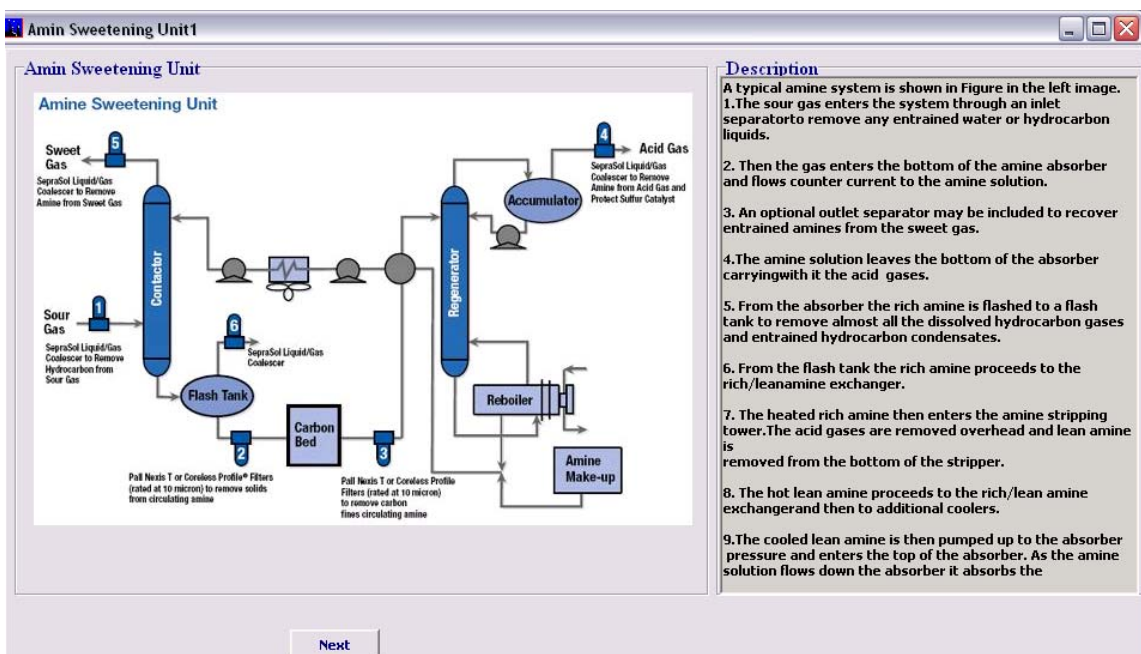 Amin Sweetening Unit1
Amin Sweetening Unit
Amine Sweetening Unit
5
Sweet
Gas
SepraSol Liquid/Gas
Coalescer to Remove
Amine from Sweet Gas
Contactor
1
Sour
Gas
SepraSol Liquid/Gas
Coalescer to Remove
Hydrocarbon from
Sour Gas
6
SepraSol Liquid/Gas
Coalescer
Flash Tank
2
Pall Nexis T or Coreless Profile® Filters
(rated at 10 micron) to remove solids
from circulating amine
Carbon
Bed
3
Pall Nexis T or Coreless Profile
Filters (rated at 10 micron)
to remove carbon
fines circulating amine
Regenerator
Accumulator
4
Acid Gas
SepraSol Liquid/Gas
Coalescer to Remove
Amine from Acid Gas and
Protect Sulfur Catalyst
Reboiler
Amine
Make-up
Description
A typical amine system is shown in Figure in the left image.
1.The sour gas enters the system through an inlet
separatorto remove any entrained water or hydrocarbon
liquids.
2. Then the gas enters the bottom of the amine absorber
and flows counter current to the amine solution.
3. An optional outlet separator may be included to recover
entrained amines from the sweet gas.
4.The amine solution leaves the bottom of the absorber
carryingwith it the acid gases.
5. From the absorber the rich amine is flashed to a flash
tank to remove almost all the dissolved hydrocarbon gases
and entrained hydrocarbon condensates.
6. From the flash tank the rich amine proceeds to the
rich/leanamine exchanger.
7. The heated rich amine then enters the amine stripping
tower.The acid gases are removed overhead and lean amine
is
removed from the bottom of the stripper.
8. The hot lean amine proceeds to the rich/lean amine
exchangerand then to additional coolers.
9.The cooled lean amine is then pumped up to the absorber
pressure and enters the top of the absorber. As the amine
solution flows down the absorber it absorbs the
Next